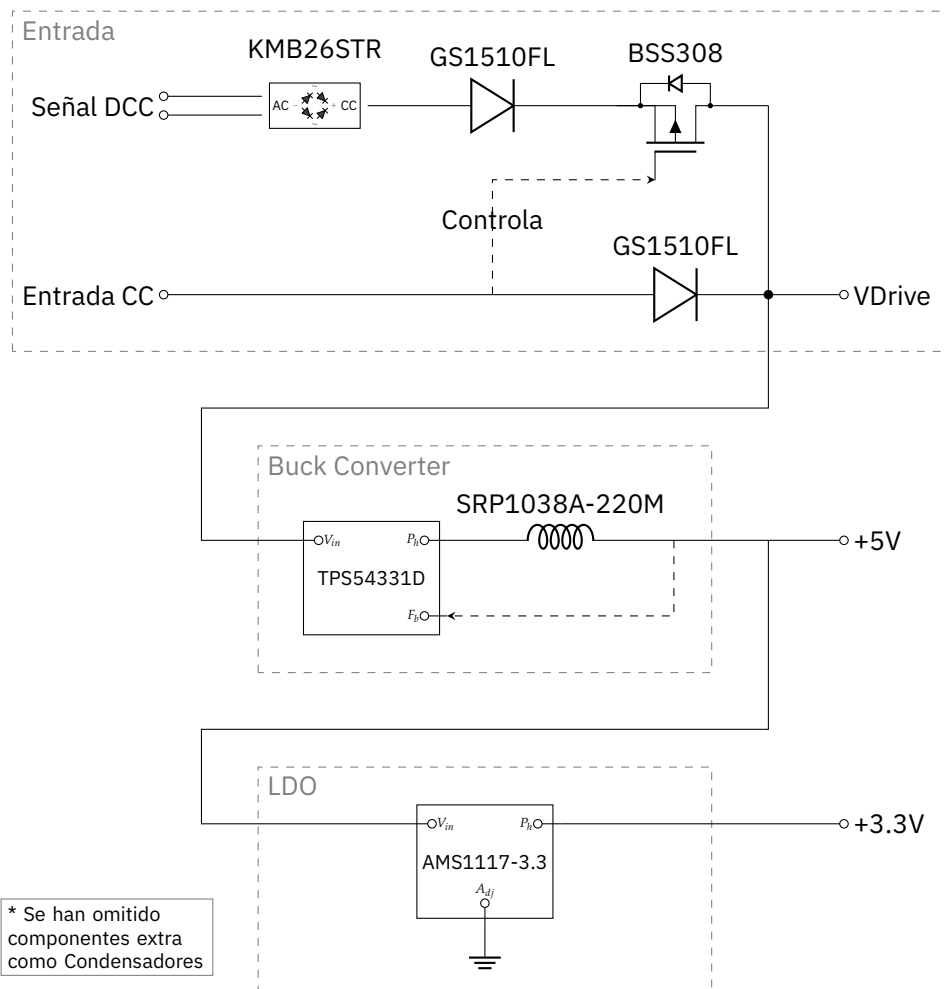 Entrada
KMB26STR
GS1510FL
BSS308
Señal DCC
AC ~ - + ~ CC
Controla
GS1510FL
Entrada CC
VDrive
Buck Converter
SRP1038A-220M
Vin
Ph
+5V
TPS54331D
Fb
LDO
Vin
Ph
+3.3V
AMS1117-3.3
Adj
* Se han omitido
componentes extra
como Condensadores